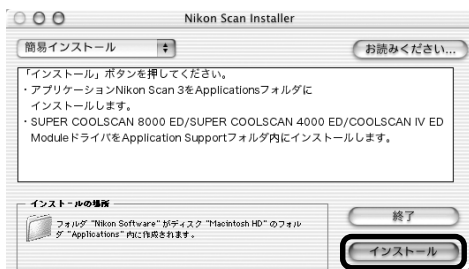 Nikon Scan Installer
簡易インストール
お読みください...
「インストール」ボタンを押してください。
・アプリケーションNikon Scan 3をApplicationsフォルダに
インストールします。
・SUPER COOLSCAN 8000 ED/SUPER COOLSCAN 4000 ED/COOLSCAN IV ED
ModuleドライバをApplication Supportフォルダ内にインストールします。
インストールの場所
フォルダ "Nikon Software" がディスク "Macintosh HD" のフォル
ダ "Applications" 内に作成されます。
終了
インストール